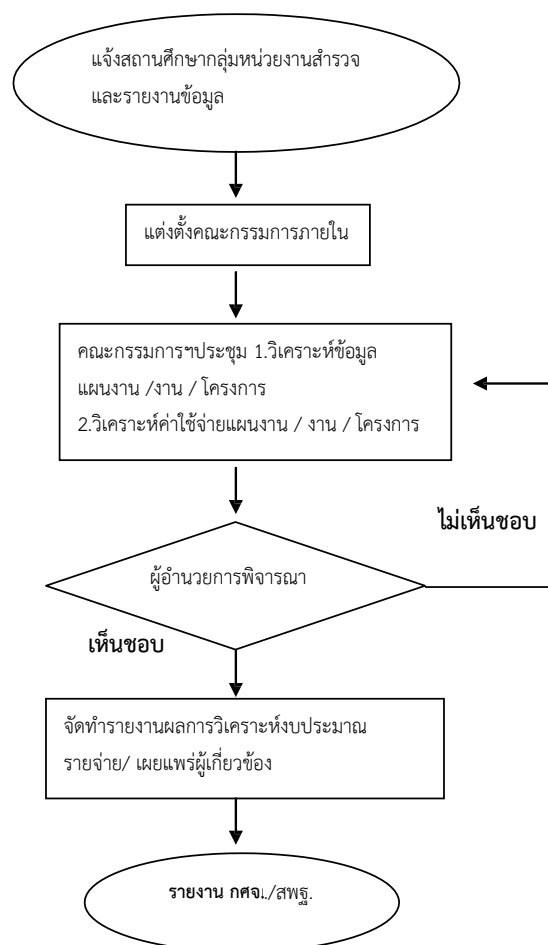 แจ้งสถานศึกษากลุ่มหน่วยงานสำรวจ
และรายงานข้อมูล
แต่งตั้งคณะกรรมการภายใน
คณะกรรมการฯประชุม 1.วิเคราะห์ข้อมูล
แผนงาน /งาน / โครงการ
2.วิเคราะห์ค่าใช้จ่ายแผนงาน / งาน / โครงการ
ไม่เห็นชอบ
ผู้อำนวยการพิจารณา
เห็นชอบ
จัดทำรายงานผลการวิเคราะห์งบประมาณ
รายจ่าย/ เผยแพร่ผู้เกี่ยวข้อง
รายงาน กศจ./สพฐ.